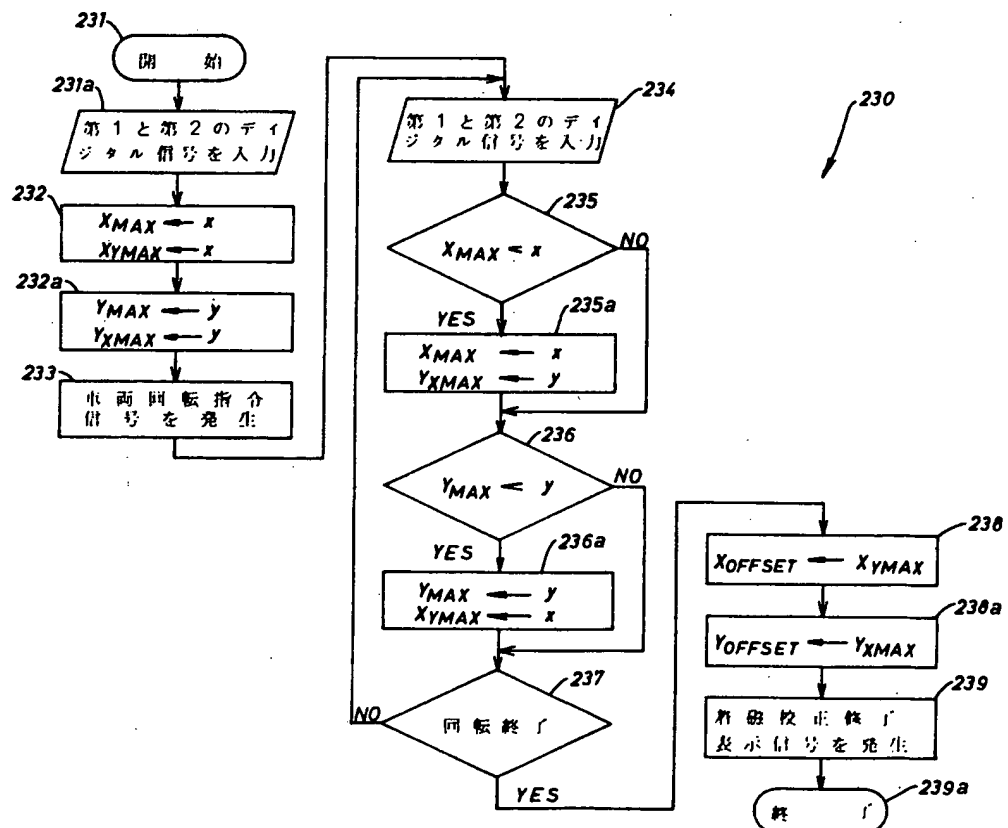 231
開 始
231a
第1と第2のディ
ジタル信号を入力
232
XMAX ← x
XYMAX ← x
232a
YMAX ← y
YXMAX ← y
233
車両回転指令
信号を発生
234
第1と第2のディ
ジタル信号を入力
235
XMAX < x
NO
YES
235a
XMAX ← x
YXMAX ← y
236
YMAX < y
NO
YES
236a
YMAX ← y
XYMAX ← x
237
回転終了
NO
YES
230
238
XOFFSET ← XYMAX
238a
YOFFSET ← YXMAX
239
着磁校正修了
表示信号を発生
239a
終 了